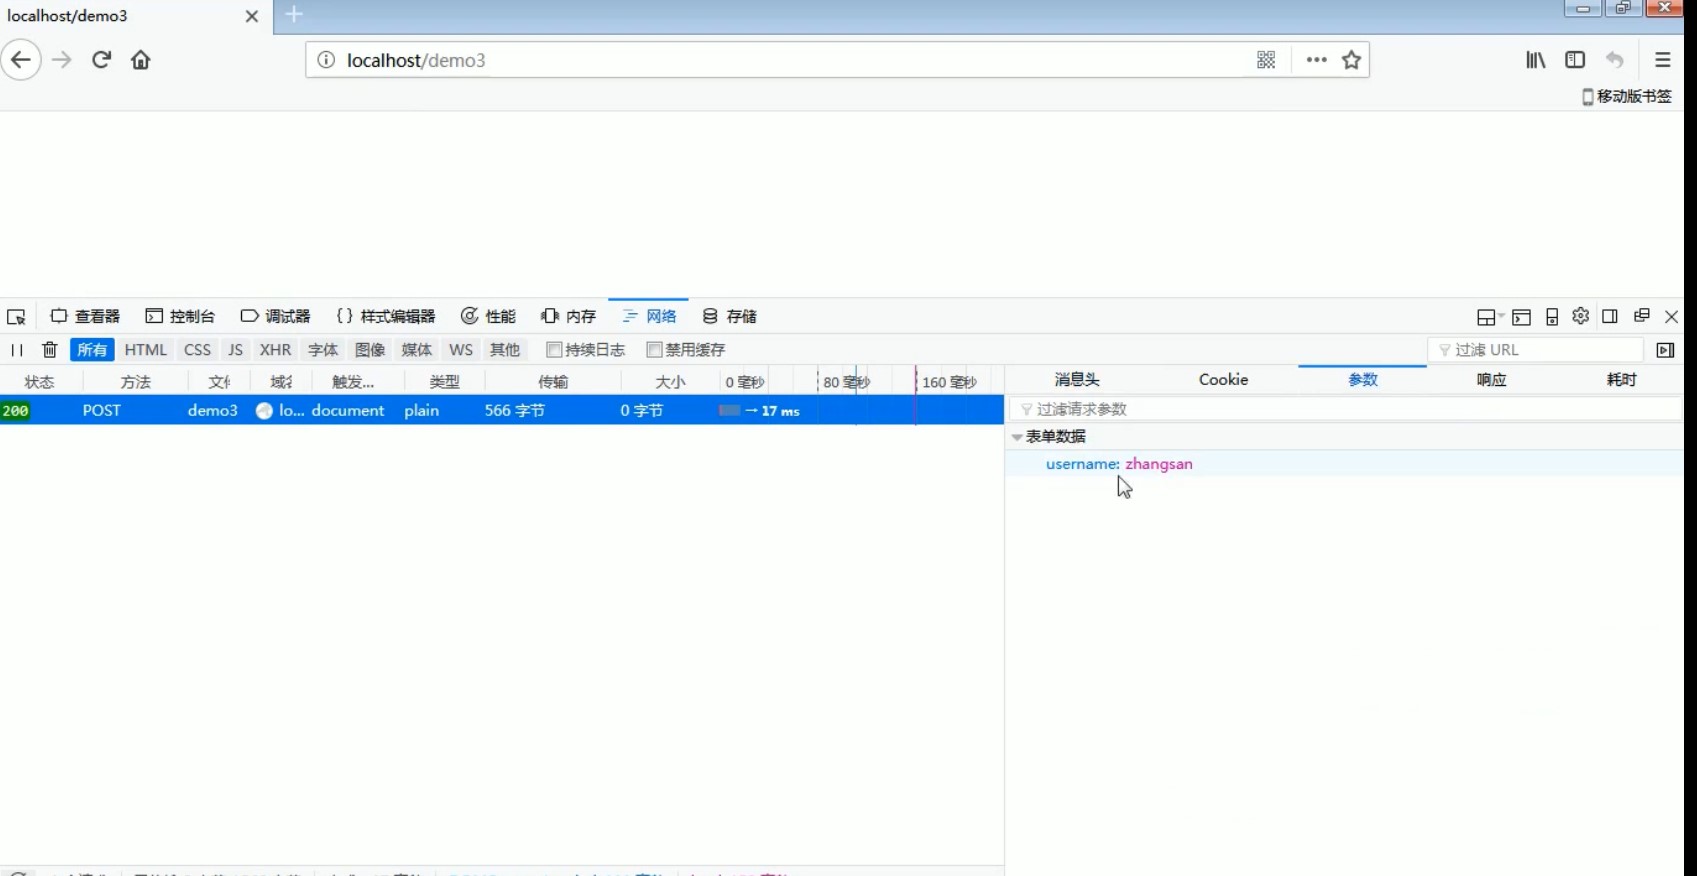 localhost/demo3
localhost/demo3
移动版书签
查看器 控制台 调试器 {} 样式编辑器 性能 内存 网络 存储
所有 HTML CSS JS XHR 字体 图像 媒体 WS 其他 持续日志 禁用缓存 过滤 URL
状态 方法 域 触发... 类型 传输 大小 0 毫秒 80 毫秒 160 毫秒 消息头 Cookie 参数 响应 耗时
200 POST demo3 lo... document plain 566 字节 0 字节 → 17 ms 过滤请求参数
表单数据
username: zhangsan